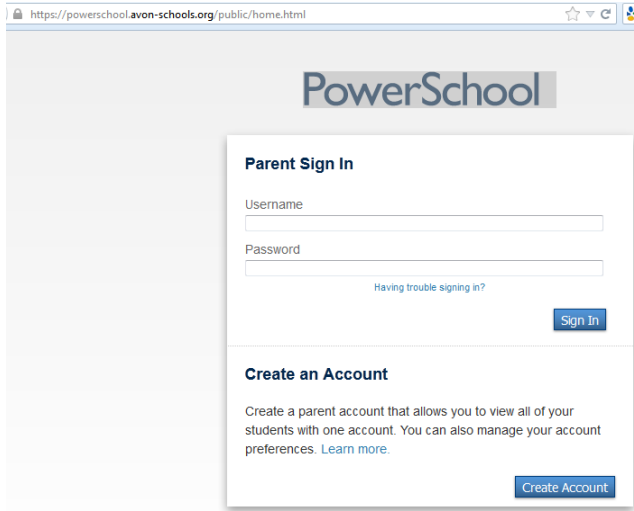 https://powerschool.avon-schools.org/public/home.html
PowerSchool
Parent Sign In
Username
Password
Having trouble signing in?
Sign In
Create an Account
Create a parent account that allows you to view all of your
students with one account. You can also manage your account
preferences. Learn more.
Create Account